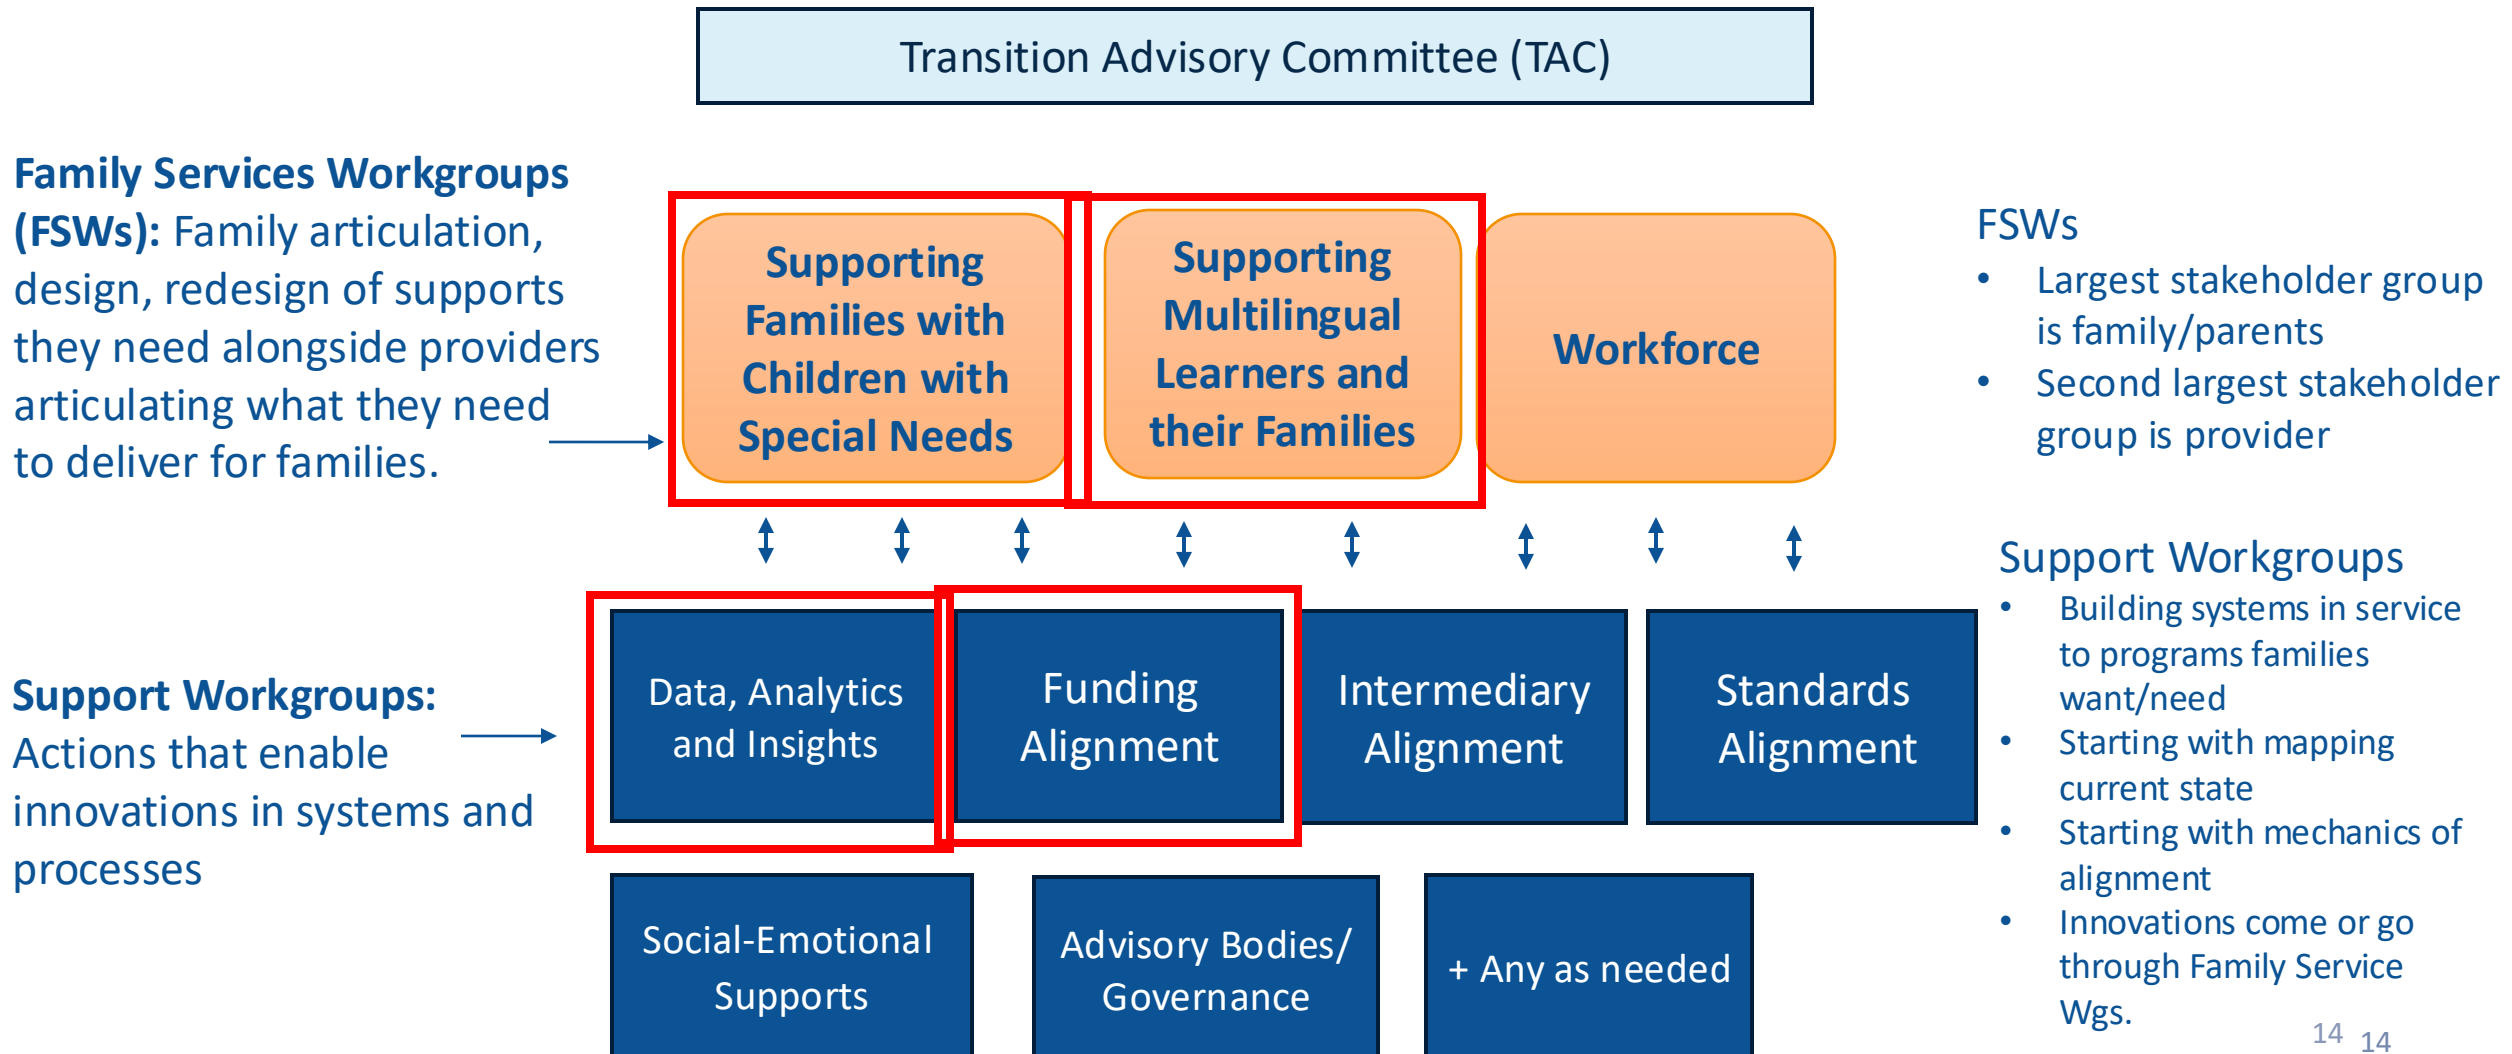 Transition Advisory Committee (TAC)
Family Services Workgroups
(FSWs): Family articulation,
design, redesign of supports
they need alongside providers
articulating what they need
to deliver for families.
Supporting
Families with
Children with
Special Needs
Supporting
Multilingual
Learners and
their Families
Workforce
FSWs
• Largest stakeholder group
is family/parents
• Second largest stakeholder
group is provider
Support Workgroups:
Actions that enable
innovations in systems and
processes
Data, Analytics
and Insights
Funding
Alignment
Intermediary
Alignment
Standards
Alignment
Social-Emotional
Supports
Advisory Bodies/
Governance
+ Any as needed
Support Workgroups
• Building systems in service
to programs families
want/need
• Starting with mapping
current state
• Starting with mechanics of
alignment
• Innovations come or go
through Family Service
Wgs.
14
14